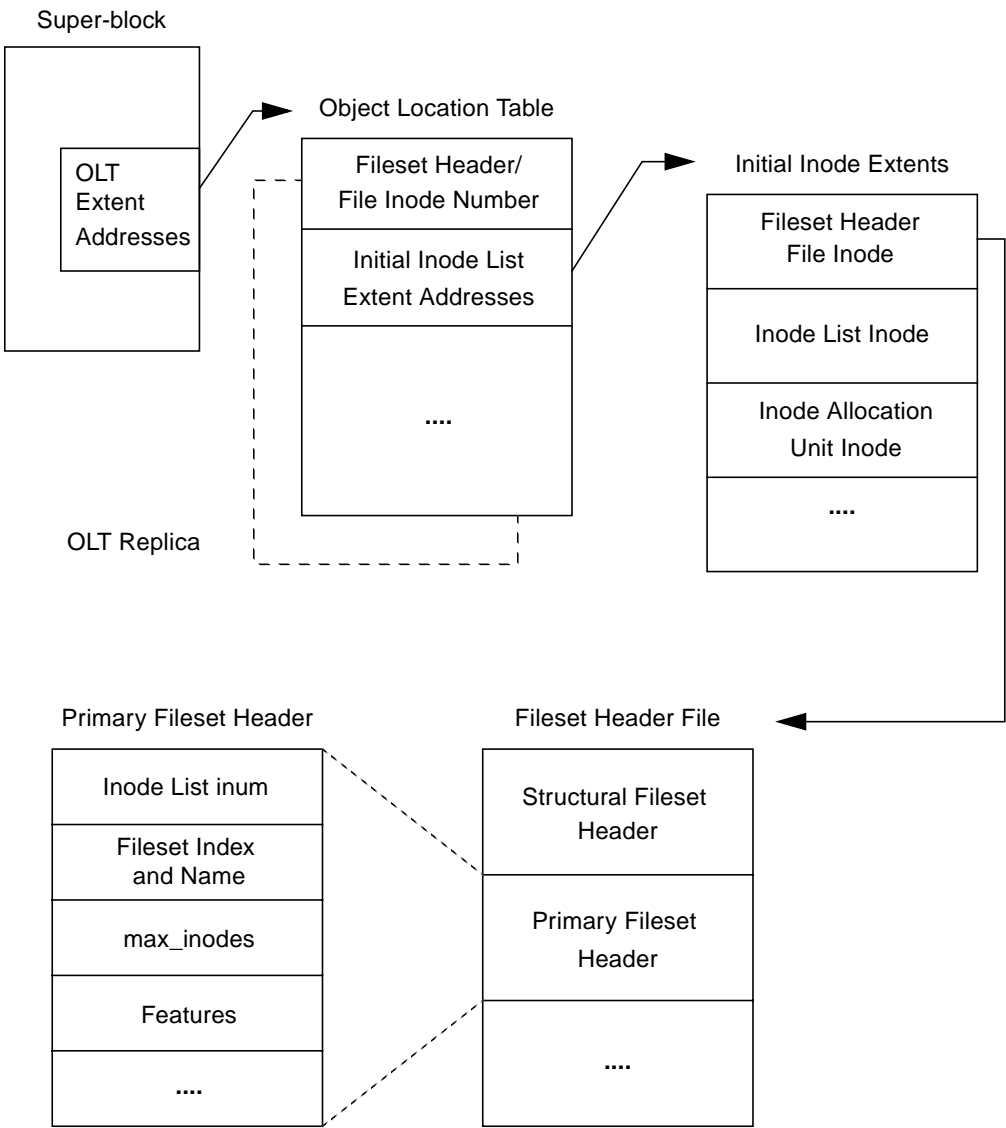 Super-block
OLT
Extent
Addresses
Object Location Table
Fileset Header/
File Inode Number
Initial Inode List
Extent Addresses
....
OLT Replica
Initial Inode Extents
Fileset Header
File Inode
Inode List Inode
Inode Allocation
Unit Inode
....
Primary Fileset Header
Inode List inum
Fileset Index
and Name
max_inodes
Features
....
Fileset Header File
Structural Fileset
Header
Primary Fileset
Header
....